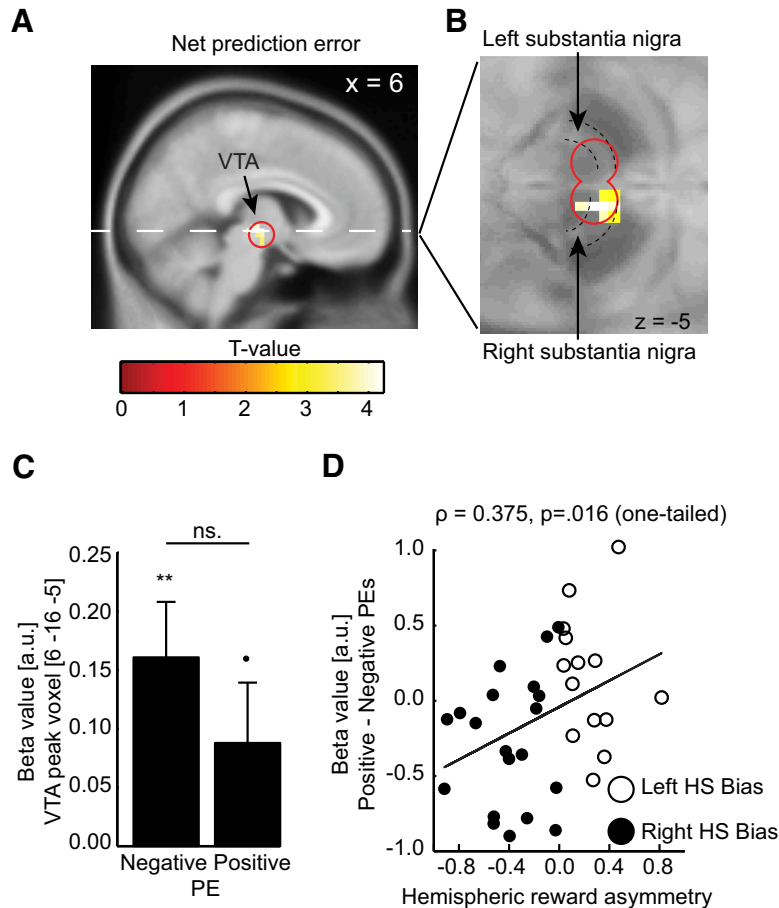 A
Net prediction error
x = 6
VTA
T-value
0 1 2 3 4
B
Left substantia nigra
z = -5
Right substantia nigra
C
ns.
**
0.25
0.20
0.15
0.10
0.05
0.00
Beta value [a.u.]
VTA peak voxel [6 -16 -5]
Negative Positive
PE
D
ρ = 0.375, p=.016 (one-tailed)
1.0
0.5
0.0
-0.5
-1.0
Beta value [a.u.]
Positive - Negative PEs
Left HS Bias
Right HS Bias
-0.8 -0.4 0.0 0.4 0.8
Hemispheric reward asymmetry